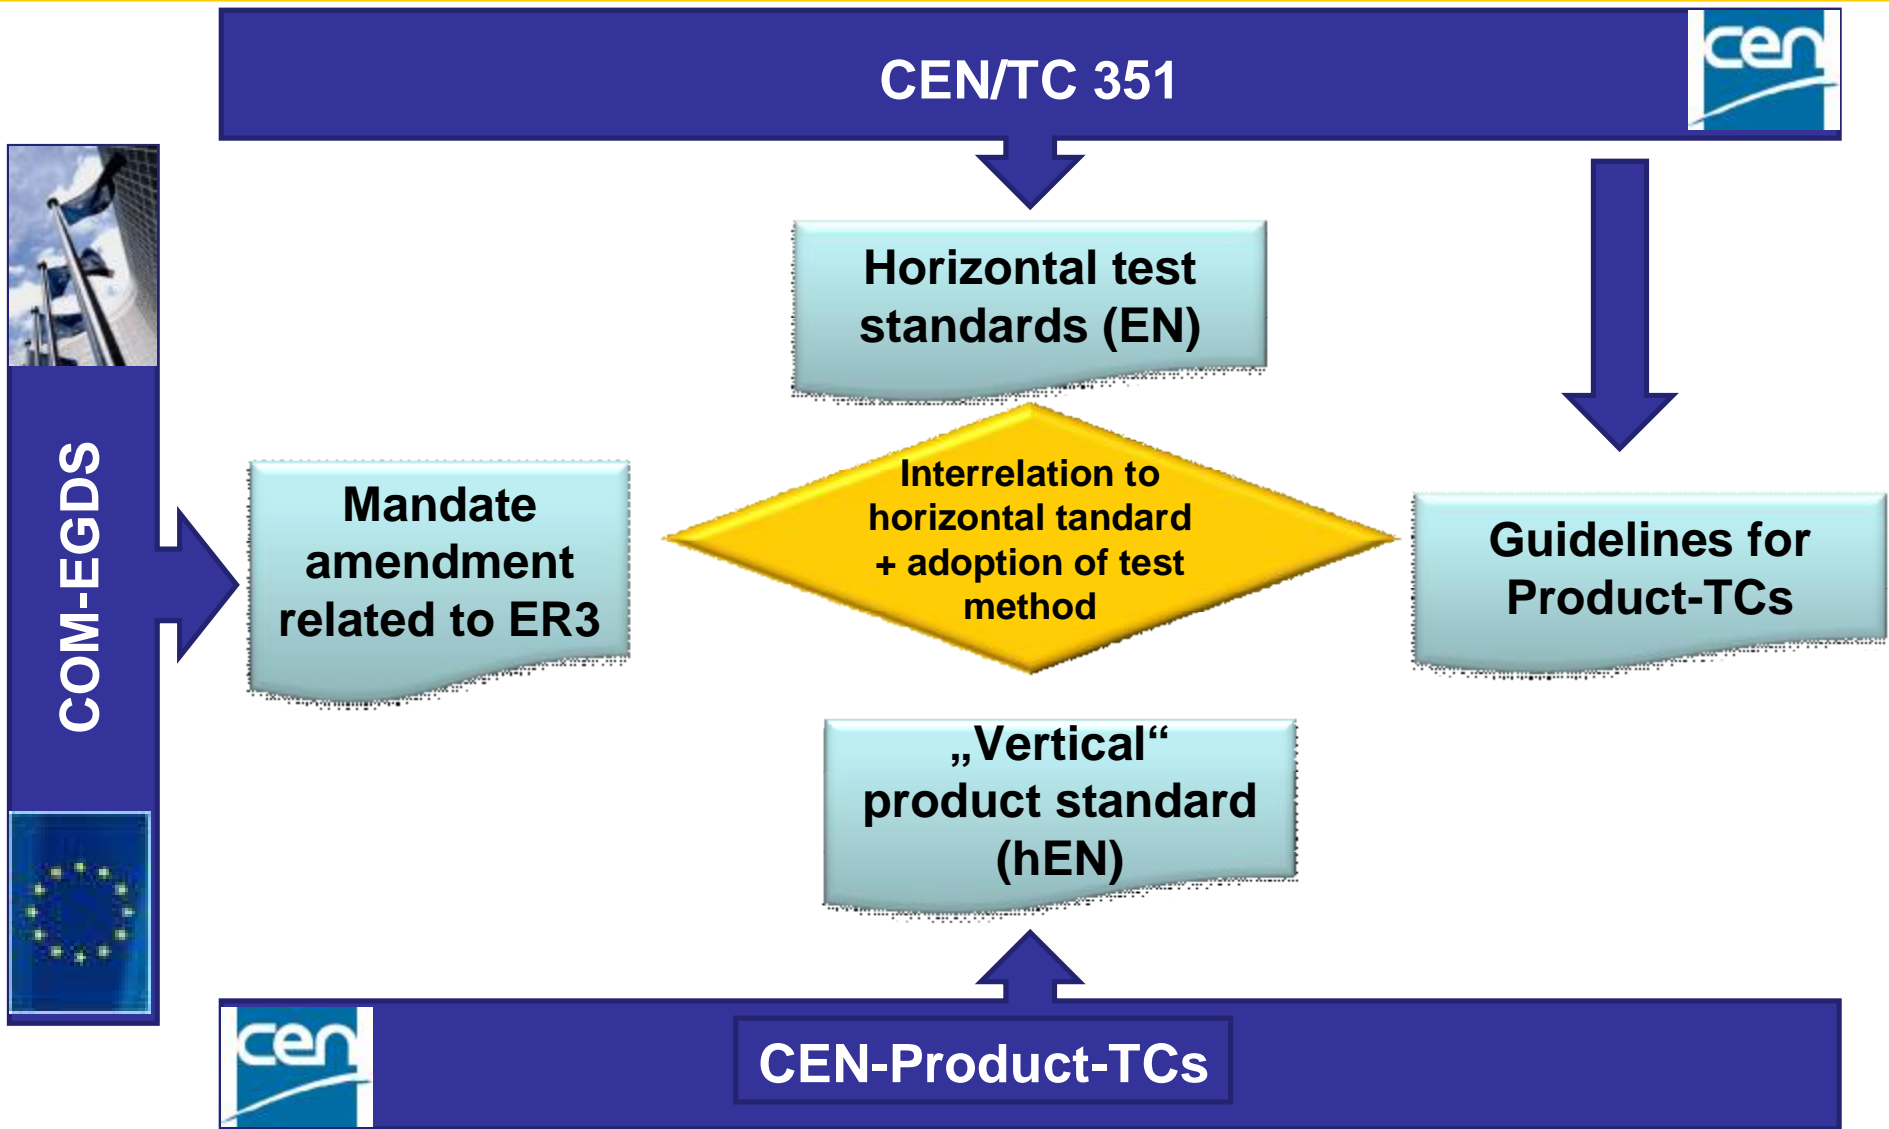 CEN/TC 351
cen
Horizontal test
standards (EN)
COM-EGDS
Mandate
amendment
related to ER3
Interrelation to
horizontal tandard
+ adoption of test
method
Guidelines for
Product-TCs
„Vertical“
product standard
(hEN)
cen
CEN-Product-TCs